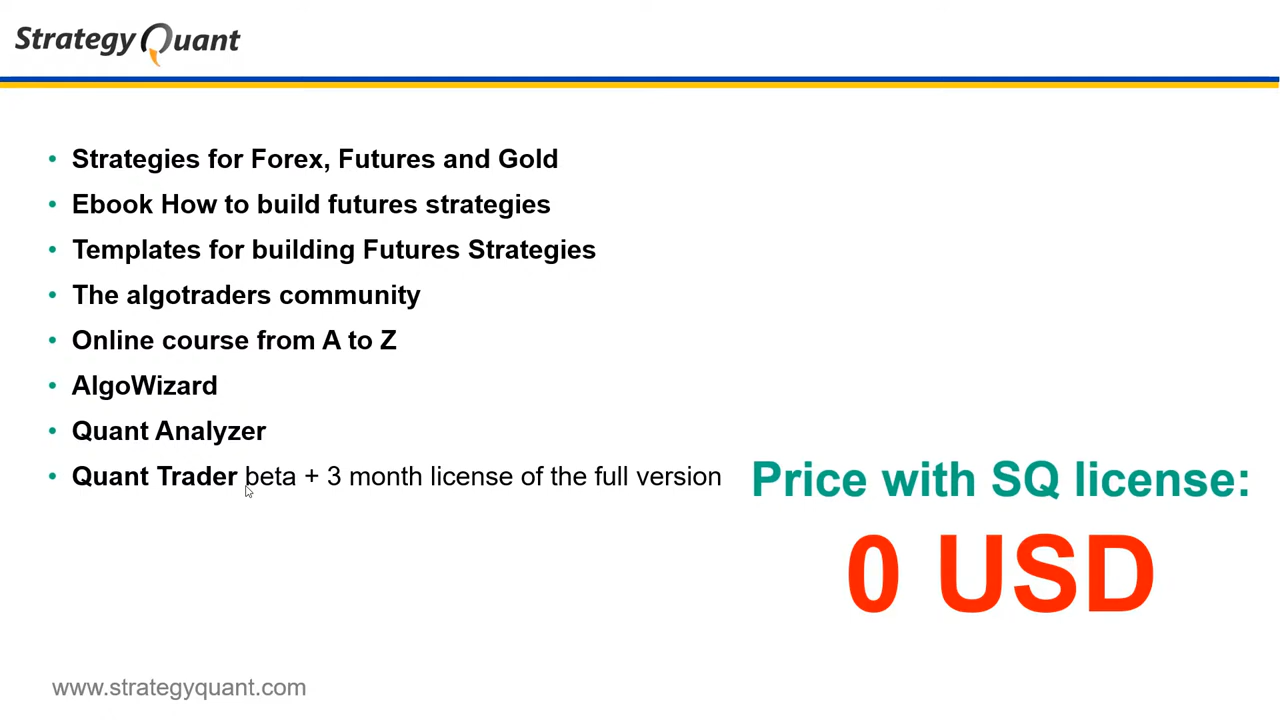 Strategy Quant
Strategies for Forex, Futures and Gold
Ebook How to build futures strategies
Templates for building Futures Strategies
The algotraders community
Online course from A to Z
AlgoWizard
Quant Analyzer
Quant Trader beta + 3 month license of the full version
Price with SQ license:
0 USD
www.strategyquant.com